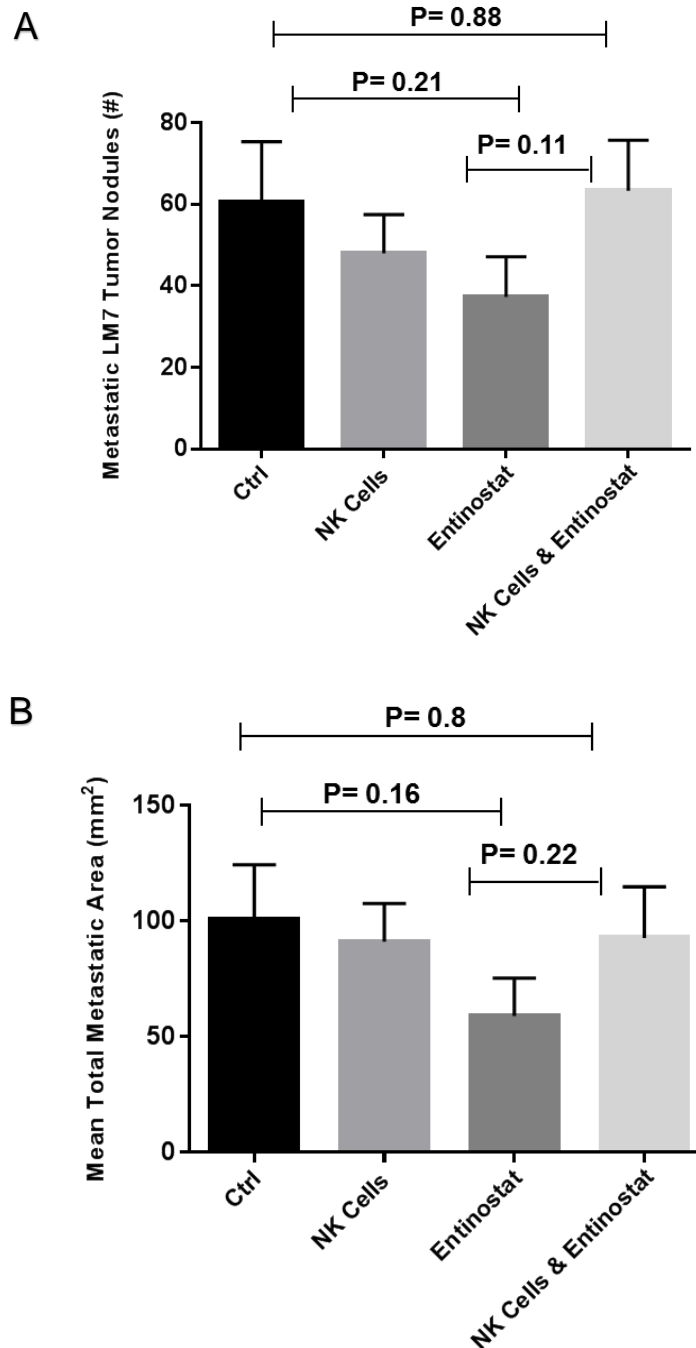 A
P= 0.88
P= 0.21
P= 0.11
Metastatic LM7 Tumor Nodules (#)
80
60
40
20
0
Ctrl
NK Cells
Entinostat
NK Cells & Entinostat
B
P= 0.8
P= 0.16
P= 0.22
Mean Total Metastatic Area (mm²)
150
100
50
0
Ctrl
NK Cells
Entinostat
NK Cells & Entinostat